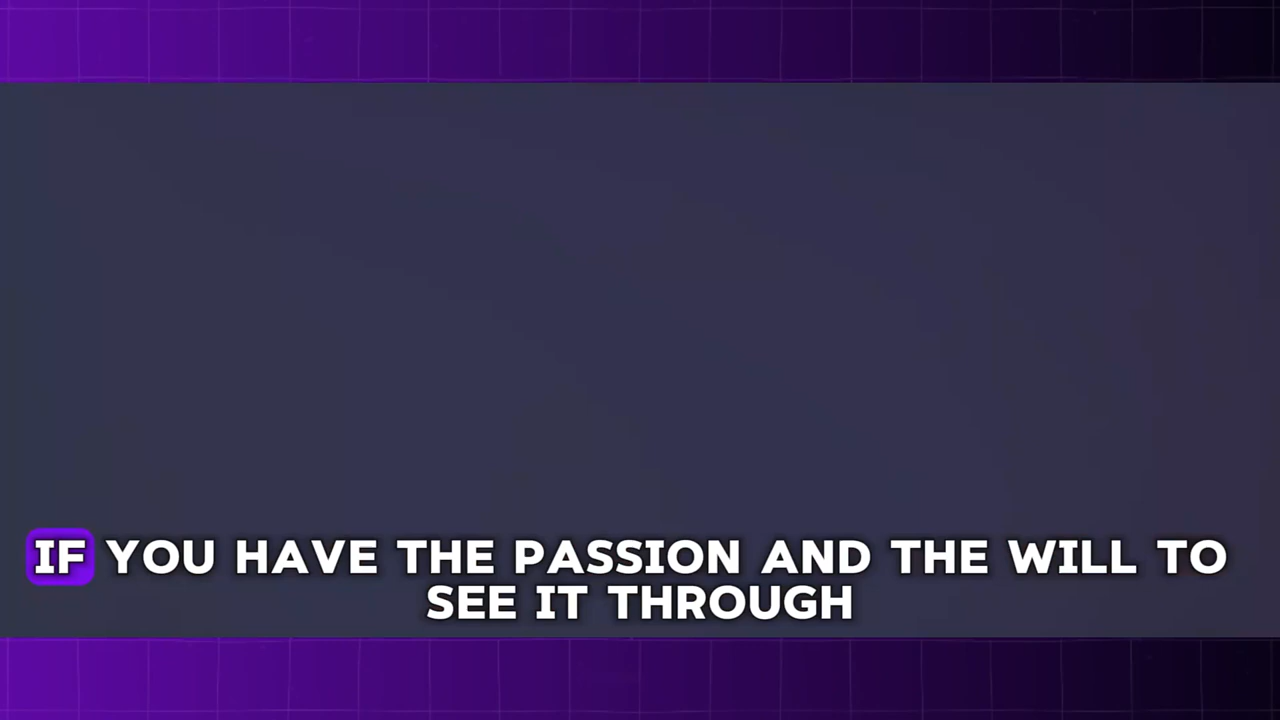 IF YOU HAVE THE PASSION AND THE WILL TO
SEE IT THROUGH